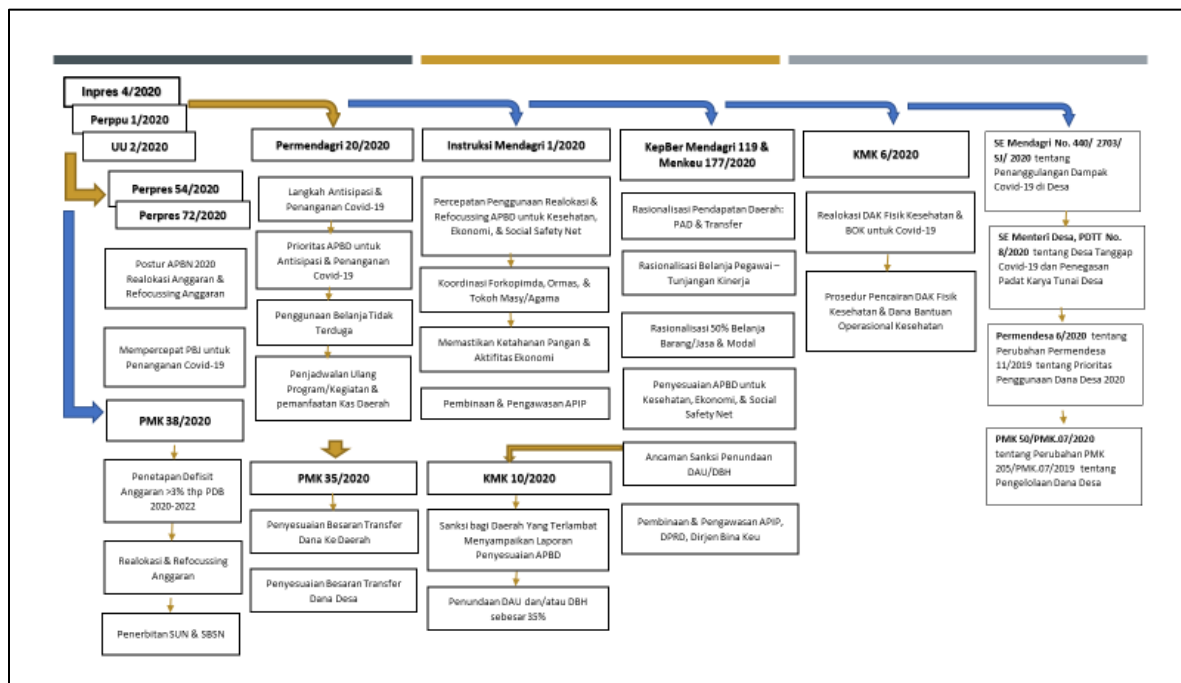 Inpres 4/2020
Perppu 1/2020
UU 2/2020
Perpres 54/2020
Perpres 72/2020
Postur APBN 2020
Realokasi Anggaran &
Refocussing Anggaran
Mempercepat PBJ untuk
Penanganan Covid-19
PMK 38/2020
Penetapan Defisit
Anggaran >3% thp PDB
2020-2022
Realokasi & Refocussing
Anggaran
Penerbitan SUN & SBSN
Permendagri 20/2020
Langkah Antisipasi &
Penanganan Covid-19
Prioritas APBD untuk
Antisipasi & Penanganan
Covid-19
Penggunaan Belanja Tidak
Terduga
Penjadwalan Ulang
Program/Kegiatan &
pemanfaatan Kas Daerah
PMK 35/2020
Penyesuaian Besaran Transfer
Dana Ke Daerah
Penyesuaian Besaran Transfer
Dana Desa
Instruksi Mendagri 1/2020
Percepatan Penggunaan Realokasi &
Refocussing APBD untuk Kesehatan,
Ekonomi, & Social Safety Net
Koordinasi Forkopimda, Ormas, &
Tokoh Masy/Agama
Memastikan Ketahanan Pangan &
Aktifitas Ekonomi
Pembinaan & Pengawasan APIP
KMK 10/2020
Sanksi bagi Daerah Yang Terlambat
Menyampaikan Laporan
Penyesuaian APBD
Penundaan DAU dan/atau DBH
sebesar 35%
KepBer Mendagri 119 &
Menkeu 177/2020
Rasionalisasi Pendapatan Daerah:
PAD & Transfer
Rasionalisasi Belanja Pegawai –
Tunjangan Kinerja
Rasionalisasi 50% Belanja
Barang/Jasa & Modal
Penyesuaian APBD untuk
Kesehatan, Ekonomi, & Social
Safety Net
Ancaman Sanksi Penundaan
DAU/DBH
Pembinaan & Pengawasan APIP,
DPRD, Dirjen Bina Keu
KMK 6/2020
Realokasi DAK Fisik Kesehatan &
BOK untuk Covid-19
Prosedur Pencairan DAK Fisik
Kesehatan & Dana Bantuan
Operasional Kesehatan
SE Mendagri No. 440/ 2703/
SJ/ 2020 tentang
Penanggulangan Dampak
Covid-19 di Desa
SE Menteri Desa, PDTT No.
8/2020 tentang Desa Tanggap
Covid-19 dan Penegasan
Padat Karya Tunai Desa
Permendesa 6/2020 tentang
Perubahan Permendesa
11/2019 tentang Prioritas
Penggunaan Dana Desa 2020
PMK 50/PMK.07/2020
tentang Perubahan PMK
205/PMK.07/2019 tentang
Pengelolaan Dana Desa